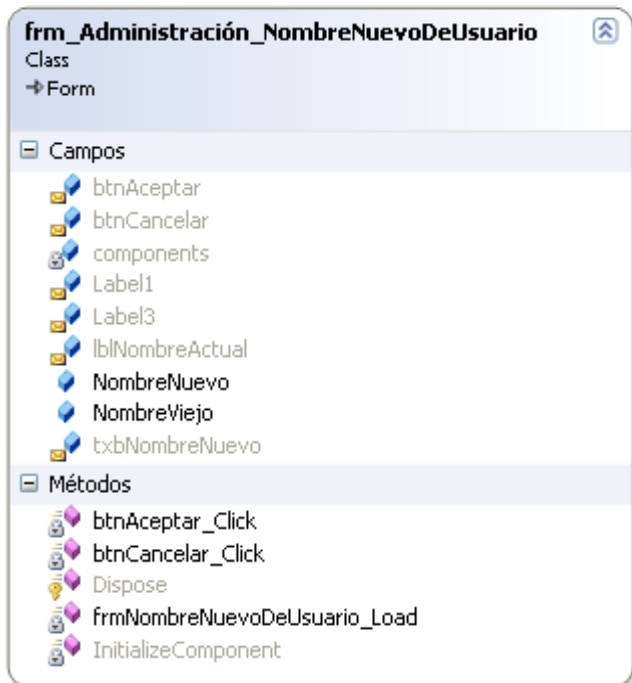 frm_Administración_NombreNuevoDeUsuario
Class
Form
Campos
btnAceptar
btnCancelar
components
Label1
Label3
lblNombreActual
NombreNuevo
NombreViejo
txbNombreNuevo
Métodos
btnAceptar_Click
btnCancelar_Click
Dispose
frmNombreNuevoDeUsuario_Load
InitializeComponent